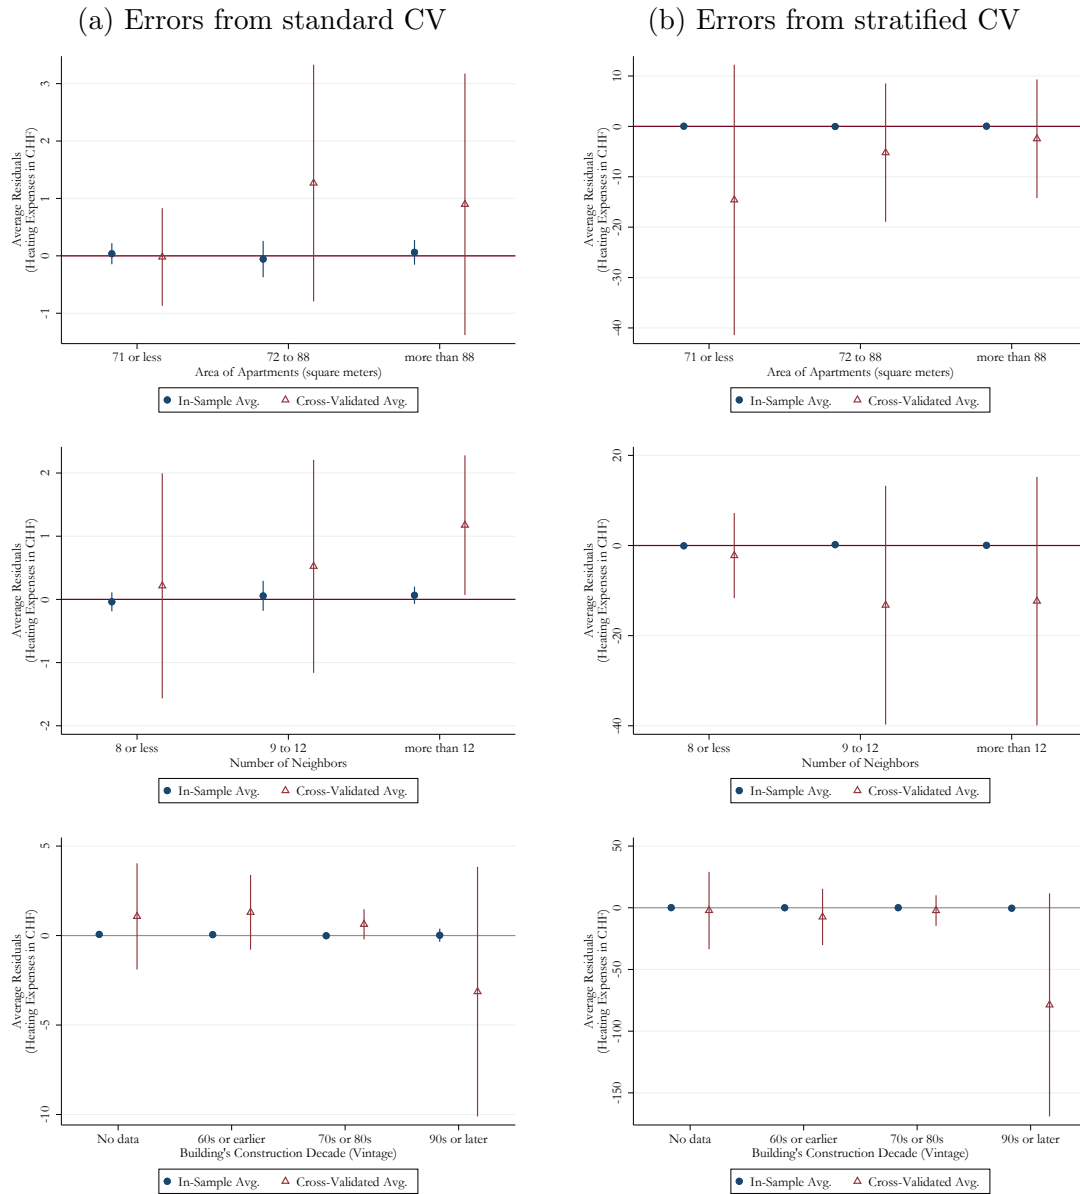 (a) Errors from standard CV
(b) Errors from stratified CV
Average Residuals
(Heating Expenses in CHF)
3
2
1
0
-1
71 or less
72 to 88
more than 88
Area of Apartments (square meters)
In-Sample Avg.
Cross-Validated Avg.
Average Residuals
(Heating Expenses in CHF)
10
0
-10
-20
-30
-40
71 or less
72 to 88
more than 88
Area of Apartments (square meters)
In-Sample Avg.
Cross-Validated Avg.
Average Residuals
(Heating Expenses in CHF)
2
1
0
-1
-2
8 or less
9 to 12
more than 12
Number of Neighbors
In-Sample Avg.
Cross-Validated Avg.
Average Residuals
(Heating Expenses in CHF)
20
0
-20
-40
8 or less
9 to 12
more than 12
Number of Neighbors
In-Sample Avg.
Cross-Validated Avg.
Average Residuals
(Heating Expenses in CHF)
5
0
-5
-10
No data
60s or earlier
70s or 80s
90s or later
Building's Construction Decade (Vintage)
In-Sample Avg.
Cross-Validated Avg.
Average Residuals
(Heating Expenses in CHF)
50
0
-50
-100
-150
No data
60s or earlier
70s or 80s
90s or later
Building's Construction Decade (Vintage)
In-Sample Avg.
Cross-Validated Avg.